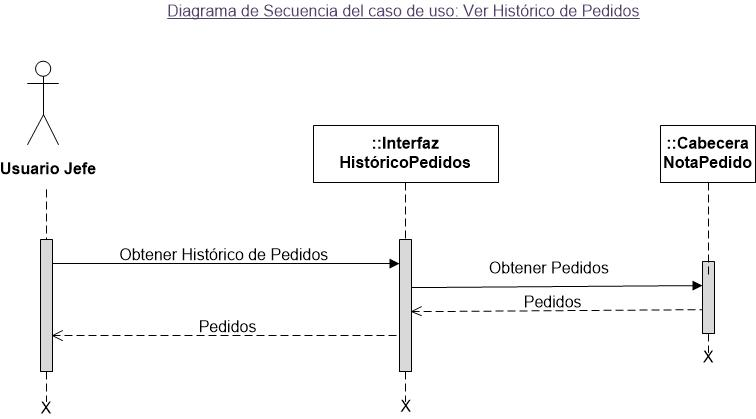 Diagrama de Secuencia del caso de uso: Ver Histórico de Pedidos
Usuario Jefe
::Interfaz
HistóricoPedidos
::Cabecera
NotaPedido
Obtener Histórico de Pedidos
Obtener Pedidos
Pedidos
Pedidos
X
X
X